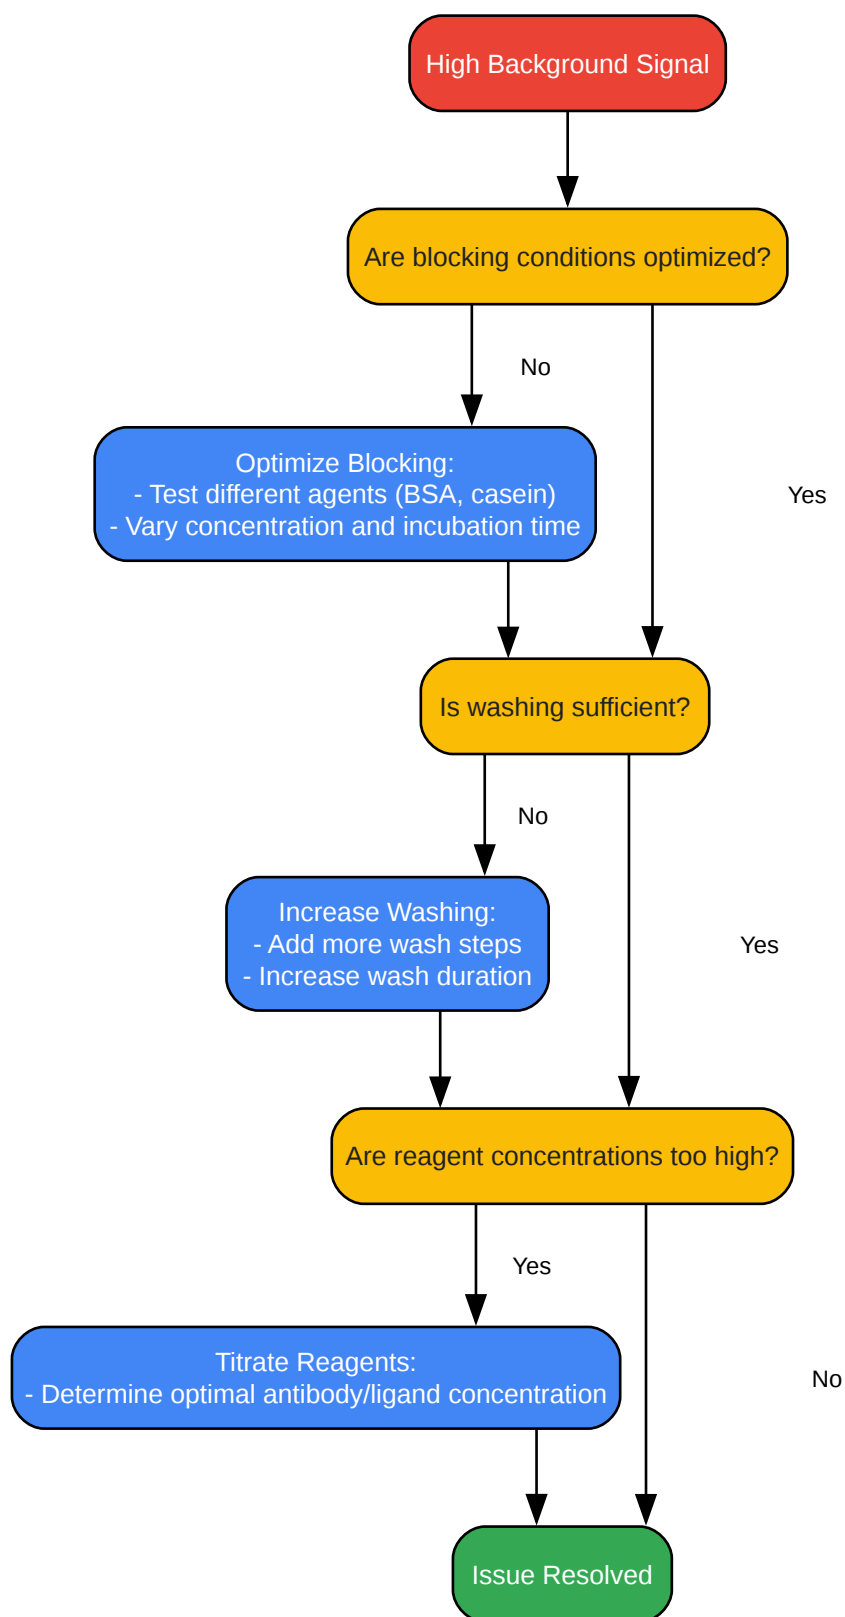 High Background Signal
Are blocking conditions optimized?
No
Optimize Blocking:
- Test different agents (BSA, casein)
- Vary concentration and incubation time
Yes
Is washing sufficient?
No
Increase Washing:
- Add more wash steps
- Increase wash duration
Yes
Are reagent concentrations too high?
Yes
Titrate Reagents:
- Determine optimal antibody/ligand concentration
No
Issue Resolved